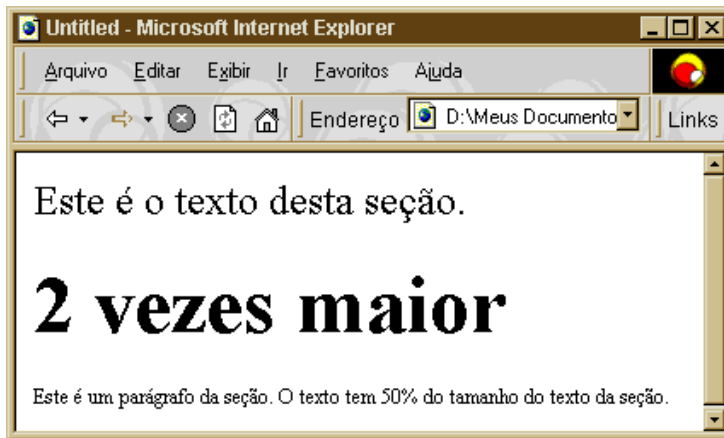 Untitled - Microsoft Internet Explorer
Arquivo Editar Exibir Ir Favoritos Ajuda
Endereço D:\Meus Documento Links
Este é o texto desta seção.
2 vezes maior
Este é um parágrafo da seção. O texto tem 50% do tamanho do texto da seção.